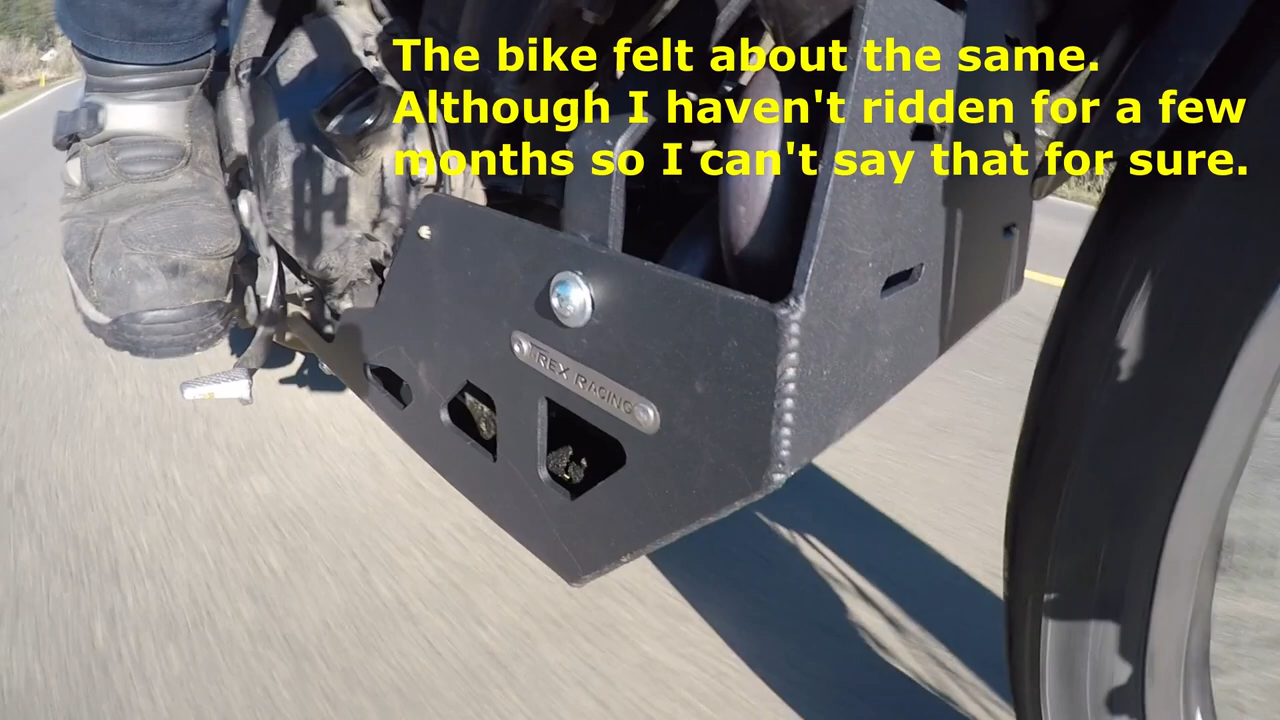 The bike felt about the same.
Although I haven't ridden for a few
months so I can't say that for sure.
T-REX RACING